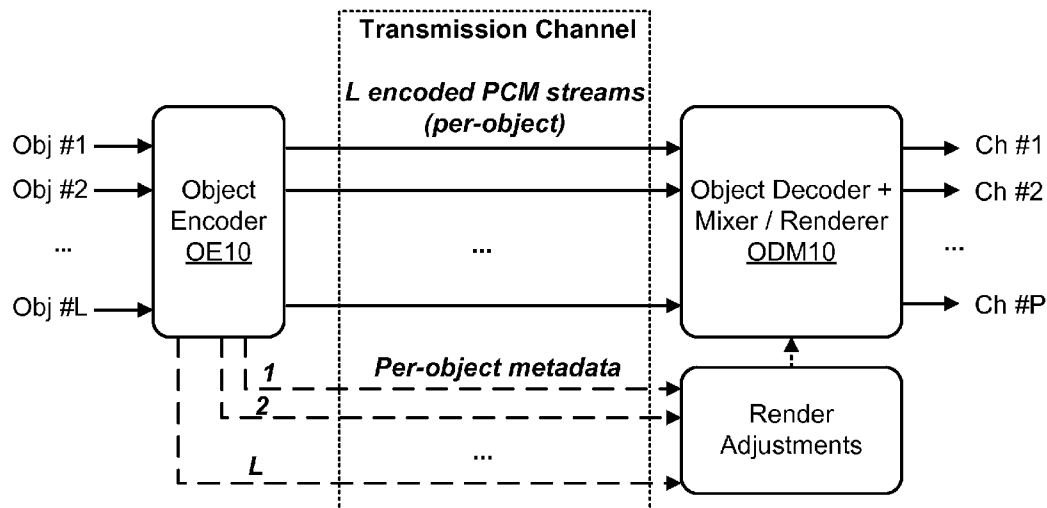 Transmission Channel
L encoded PCM streams
(per-object)
Obj #1
Obj #2
...
Obj #L
Object
Encoder
OE10
...
Object Decoder +
Mixer / Renderer
ODM10
Ch #1
Ch #2
...
Ch #P
Per-object metadata
1
2
L
...
Render
Adjustments